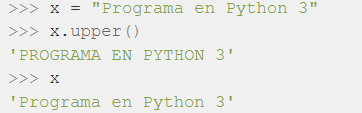 >>> x = "Programa en Python 3"
>>> x.upper()
'PROGRAMA EN PYTHON 3'
>>> x
'Programa en Python 3'